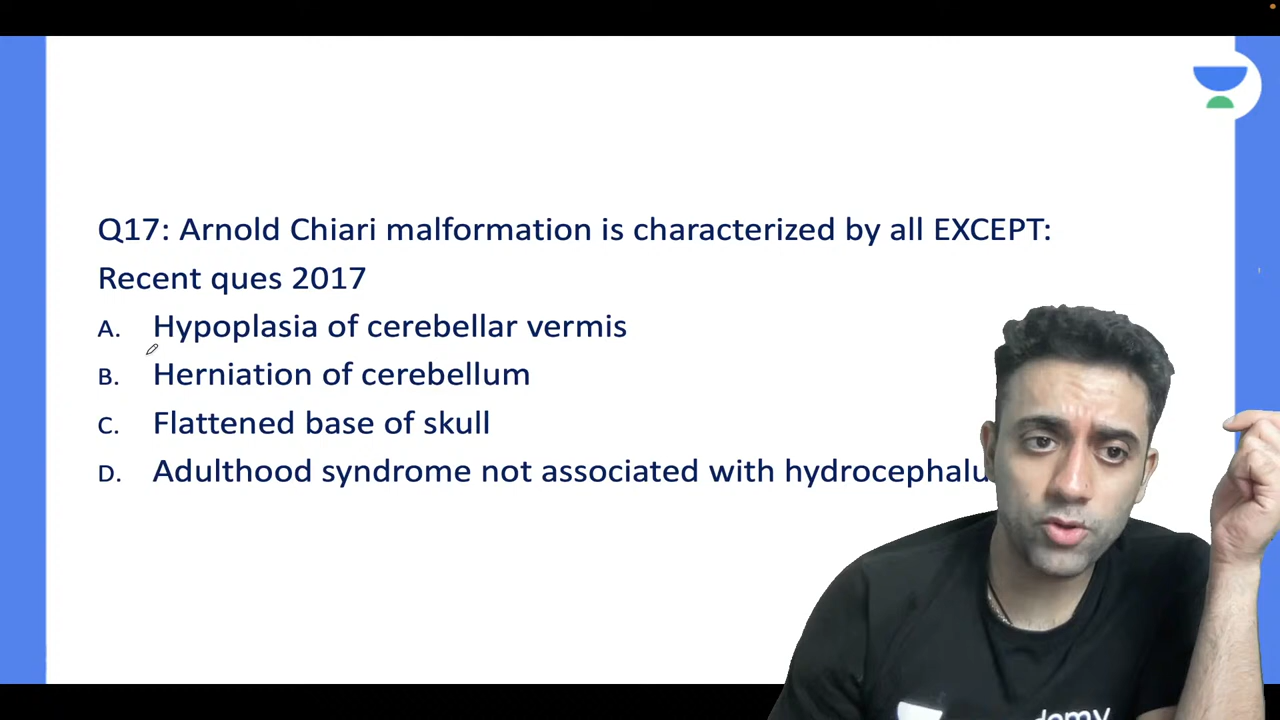 Q17: Arnold Chiari malformation is characterized by all EXCEPT:
Recent ques 2017
A. Hypoplasia of cerebellar vermis
B. Herniation of cerebellum
C. Flattened base of skull
D. Adulthood syndrome not associated with